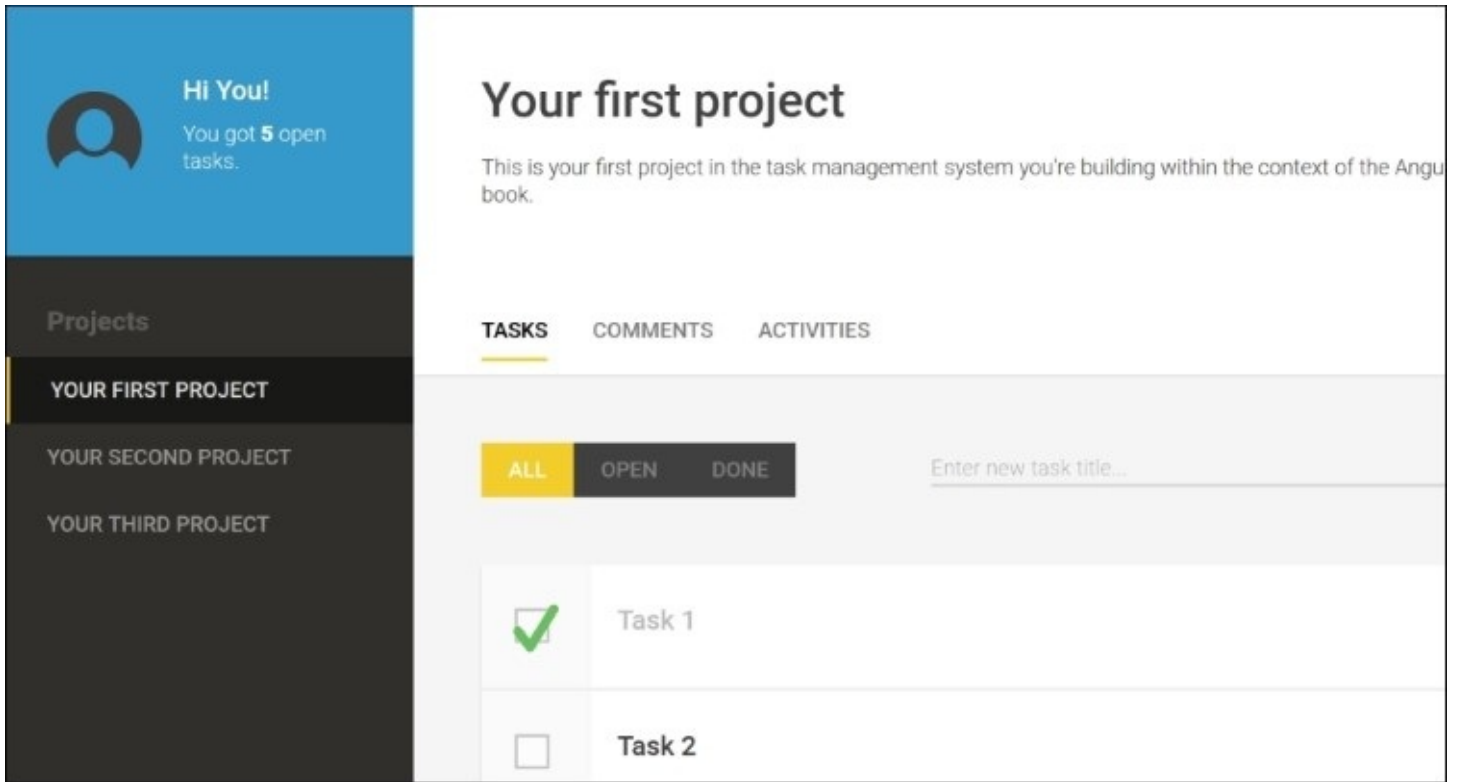 Hi You!
You got 5 open
tasks.
Projects
YOUR FIRST PROJECT
YOUR SECOND PROJECT
YOUR THIRD PROJECT
Your first project
This is your first project in the task management system you're building within the context of the Angu
book.
TASKS COMMENTS ACTIVITIES
ALL OPEN DONE Enter new task title...
Task 1
Task 2